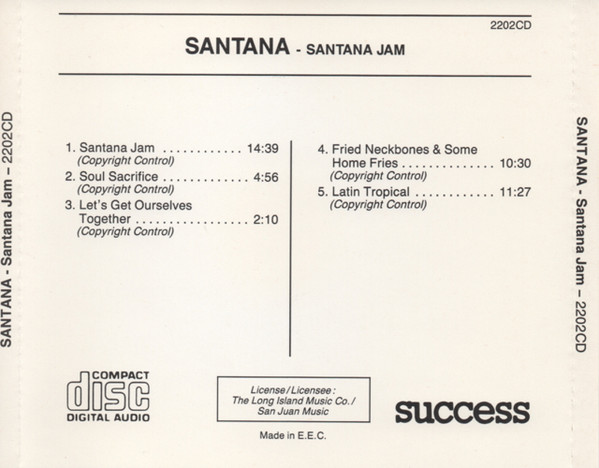 2202CD
SANTANA - SANTANA JAM
1. Santana Jam ............ 14:39
(Copyright Control)
2. Soul Sacrifice ............ 4:56
(Copyright Control)
3. Let's Get Ourselves
Together ................ 2:10
(Copyright Control)
4. Fried Neckbones & Some
Home Fries ............. 10:30
(Copyright Control)
5. Latin Tropical ............ 11:27
(Copyright Control)
SANTANA - Santana Jam – 2202CD
SANTANA - Santana Jam – 2202CD
COMPACT
disc
DIGITAL AUDIO
License/Licensee:
The Long Island Music Co./
San Juan Music
Made in E.E.C.
success